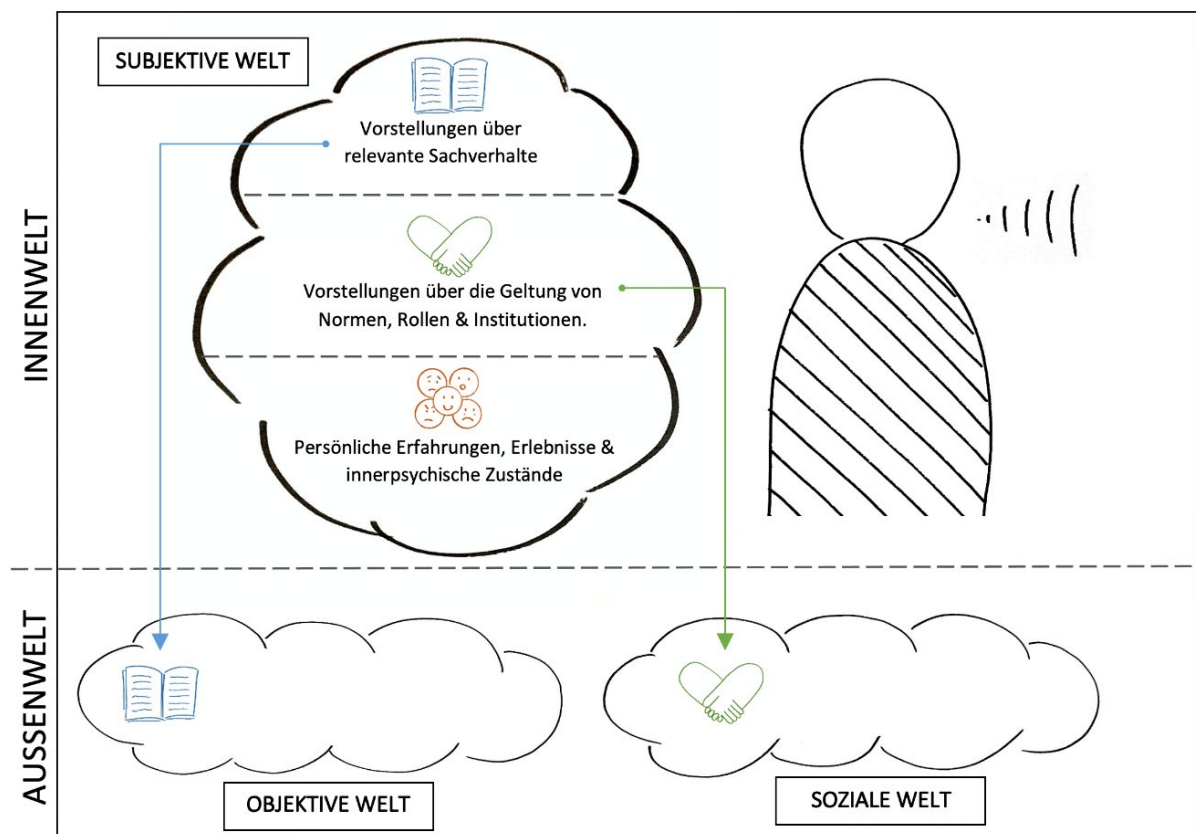 SUBJEKTIVE WELT
Vorstellungen über
relevante Sachverhalte
INNENWELT
Vorstellungen über die Geltung von
Normen, Rollen & Institutionen.
Persönliche Erfahrungen, Erlebnisse &
innerpsychische Zustände
AUSSENWELT
OBJEKTIVE WELT
SOZIALE WELT